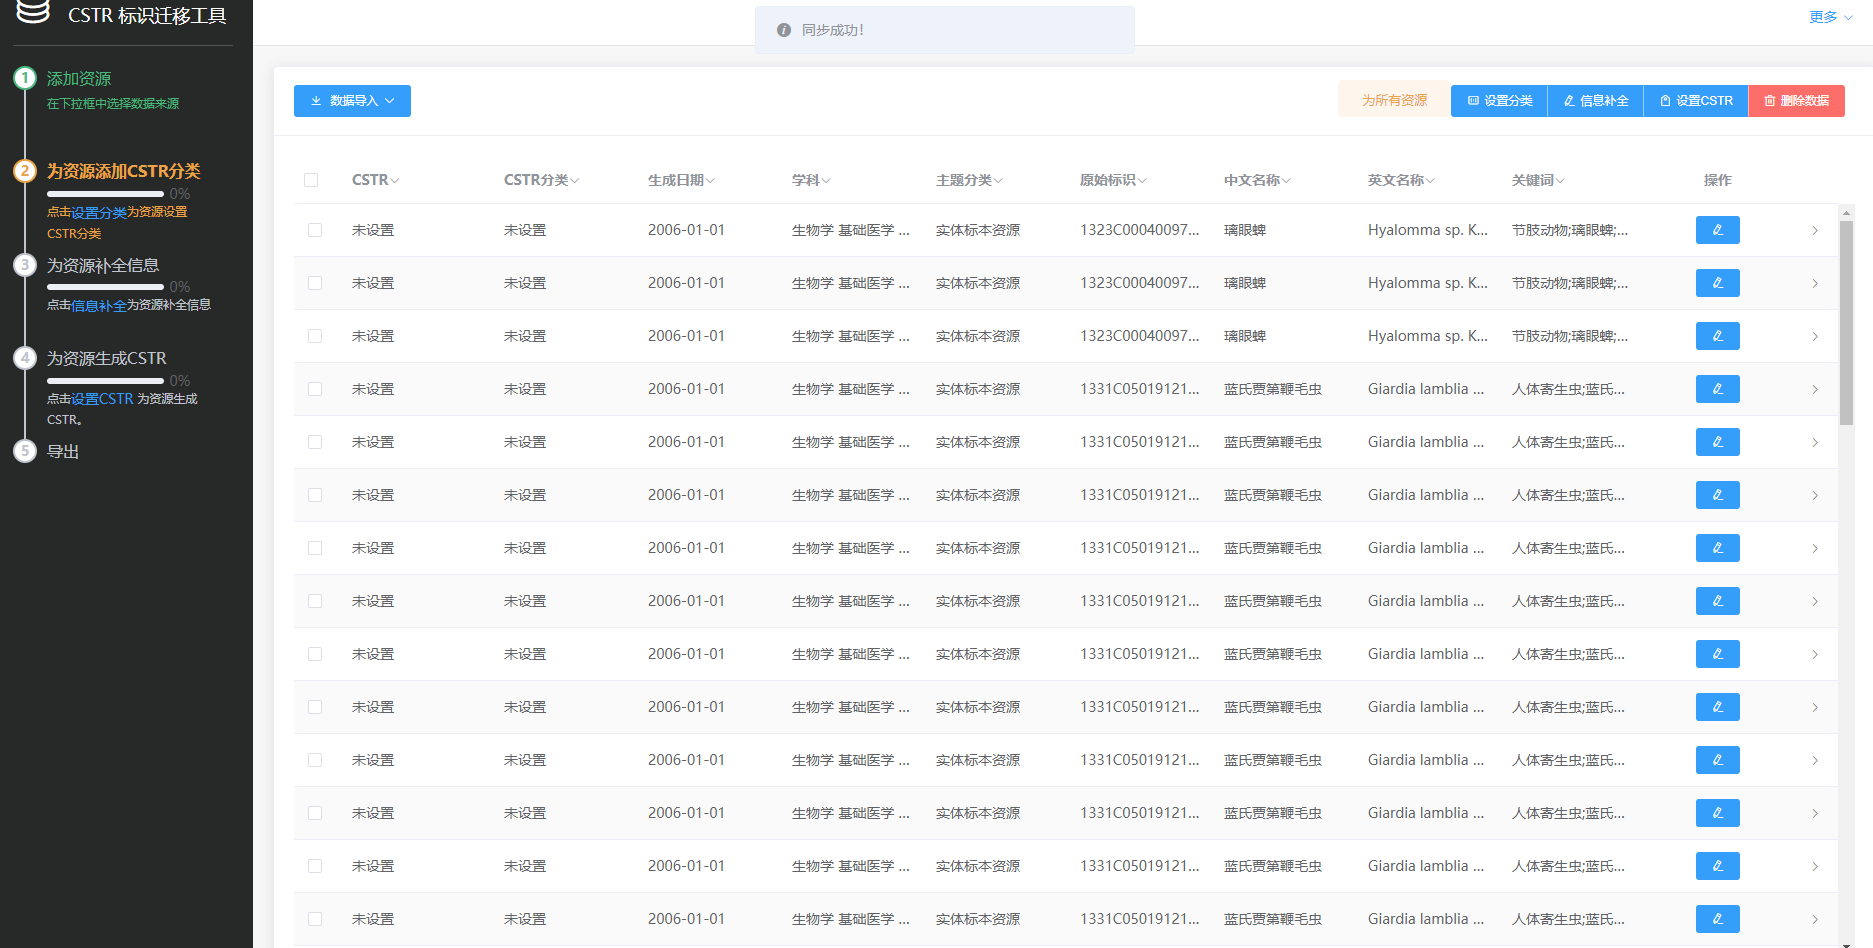 CSTR 标识迁移工具
同步成功!
更多
1 添加资源
在下拉框中选择数据来源
2 为资源添加CSTR分类
0%
点击设置分类为资源设置
CSTR分类
3 为资源补全信息
0%
点击信息补全为资源补全信息
4 为资源生成CSTR
0%
点击设置CSTR 为资源生成
CSTR。
5 导出
数据导入
为所有资源 设置分类 信息补全 设置CSTR 删除数据
CSTR CSTR分类 生成日期 学科 主题分类 原始标识 中文名称 英文名称 关键词 操作
未设置 未设置 2006-01-01 生物学 基础医学 ... 实体标本资源 1323C00040097... 璃眼蜱 Hyalomma sp. K... 节肢动物;璃眼蜱;...
未设置 未设置 2006-01-01 生物学 基础医学 ... 实体标本资源 1323C00040097... 璃眼蜱 Hyalomma sp. K... 节肢动物;璃眼蜱;...
未设置 未设置 2006-01-01 生物学 基础医学 ... 实体标本资源 1323C00040097... 璃眼蜱 Hyalomma sp. K... 节肢动物;璃眼蜱;...
未设置 未设置 2006-01-01 生物学 基础医学 ... 实体标本资源 1331C05019121... 蓝氏贾第鞭毛虫 Giardia lamblia ... 人体寄生虫;蓝氏...
未设置 未设置 2006-01-01 生物学 基础医学 ... 实体标本资源 1331C05019121... 蓝氏贾第鞭毛虫 Giardia lamblia ... 人体寄生虫;蓝氏...
未设置 未设置 2006-01-01 生物学 基础医学 ... 实体标本资源 1331C05019121... 蓝氏贾第鞭毛虫 Giardia lamblia ... 人体寄生虫;蓝氏...
未设置 未设置 2006-01-01 生物学 基础医学 ... 实体标本资源 1331C05019121... 蓝氏贾第鞭毛虫 Giardia lamblia ... 人体寄生虫;蓝氏...
未设置 未设置 2006-01-01 生物学 基础医学 ... 实体标本资源 1331C05019121... 蓝氏贾第鞭毛虫 Giardia lamblia ... 人体寄生虫;蓝氏...
未设置 未设置 2006-01-01 生物学 基础医学 ... 实体标本资源 1331C05019121... 蓝氏贾第鞭毛虫 Giardia lamblia ... 人体寄生虫;蓝氏...
未设置 未设置 2006-01-01 生物学 基础医学 ... 实体标本资源 1331C05019121... 蓝氏贾第鞭毛虫 Giardia lamblia ... 人体寄生虫;蓝氏...
未设置 未设置 2006-01-01 生物学 基础医学 ... 实体标本资源 1331C05019121... 蓝氏贾第鞭毛虫 Giardia lamblia ... 人体寄生虫;蓝氏...
未设置 未设置 2006-01-01 生物学 基础医学 ... 实体标本资源 1331C05019121... 蓝氏贾第鞭毛虫 Giardia lamblia ... 人体寄生虫;蓝氏...
未设置 未设置 2006-01-01 生物学 基础医学 ... 实体标本资源 1331C05019121... 蓝氏贾第鞭毛虫 Giardia lamblia ... 人体寄生虫;蓝氏...
未设置 未设置 2006-01-01 生物学 基础医学 ... 实体标本资源 1331C05019121... 蓝氏贾第鞭毛虫 Giardia lamblia ... 人体寄生虫;蓝氏...